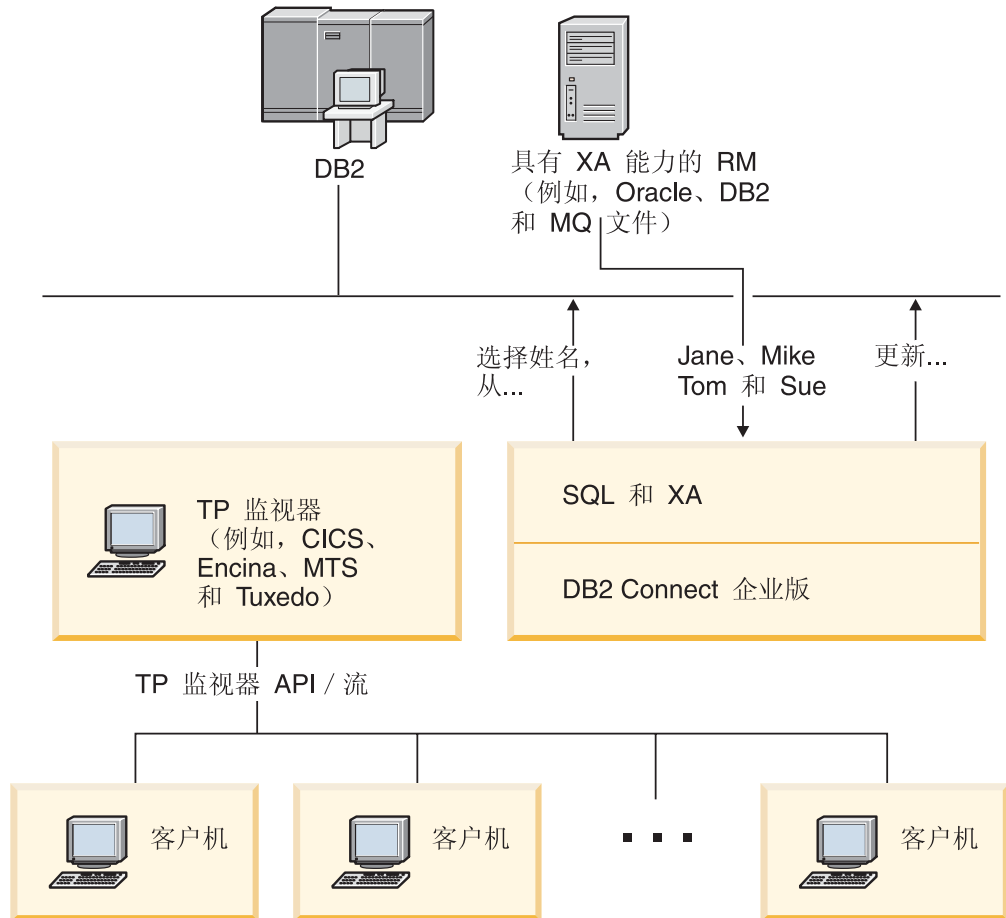 DB2
具有 XA 能力的 RM
（例如，Oracle、DB2
和 MQ 文件）
选择姓名，
从...
Jane、Mike
Tom 和 Sue
更新...
TP 监视器
（例如，CICS、
Encina、MTS
和 Tuxedo）
SQL 和 XA
DB2 Connect 企业版
TP 监视器 API / 流
客户机
客户机
客户机